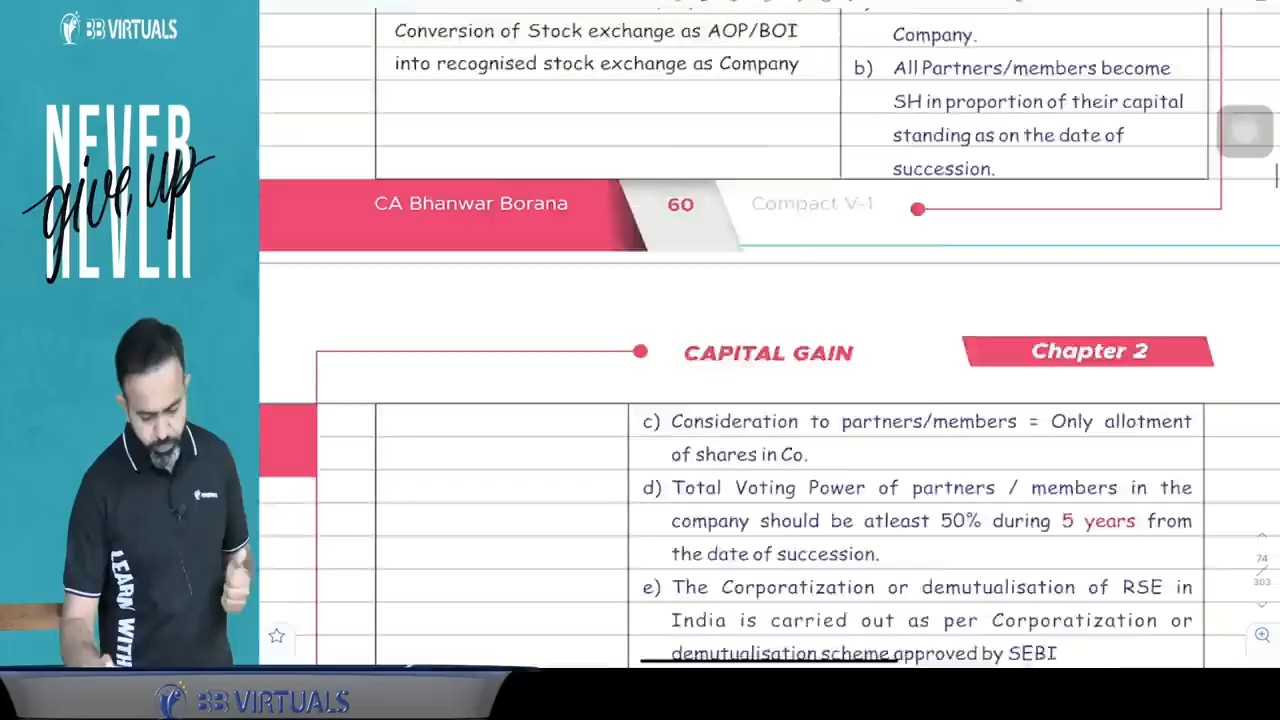 BB VIRTUALS
NEVER
give up
NEVER
Conversion of Stock exchange as AOP/BOI
into recognised stock exchange as Company
Company.
b) All Partners/members become
SH in proportion of their capital
standing as on the date of
succession.
CA Bhanwar Borana
60
Compact V-1
CAPITAL GAIN
Chapter 2
c) Consideration to partners/members = Only allotment
of shares in Co.
d) Total Voting Power of partners / members in the
company should be atleast 50% during 5 years from
the date of succession.
e) The Corporatization or demutualisation of RSE in
India is carried out as per Corporatization or
demutualisation scheme approved by SEBI
74
303
LEARN WITH
BB VIRTUALS